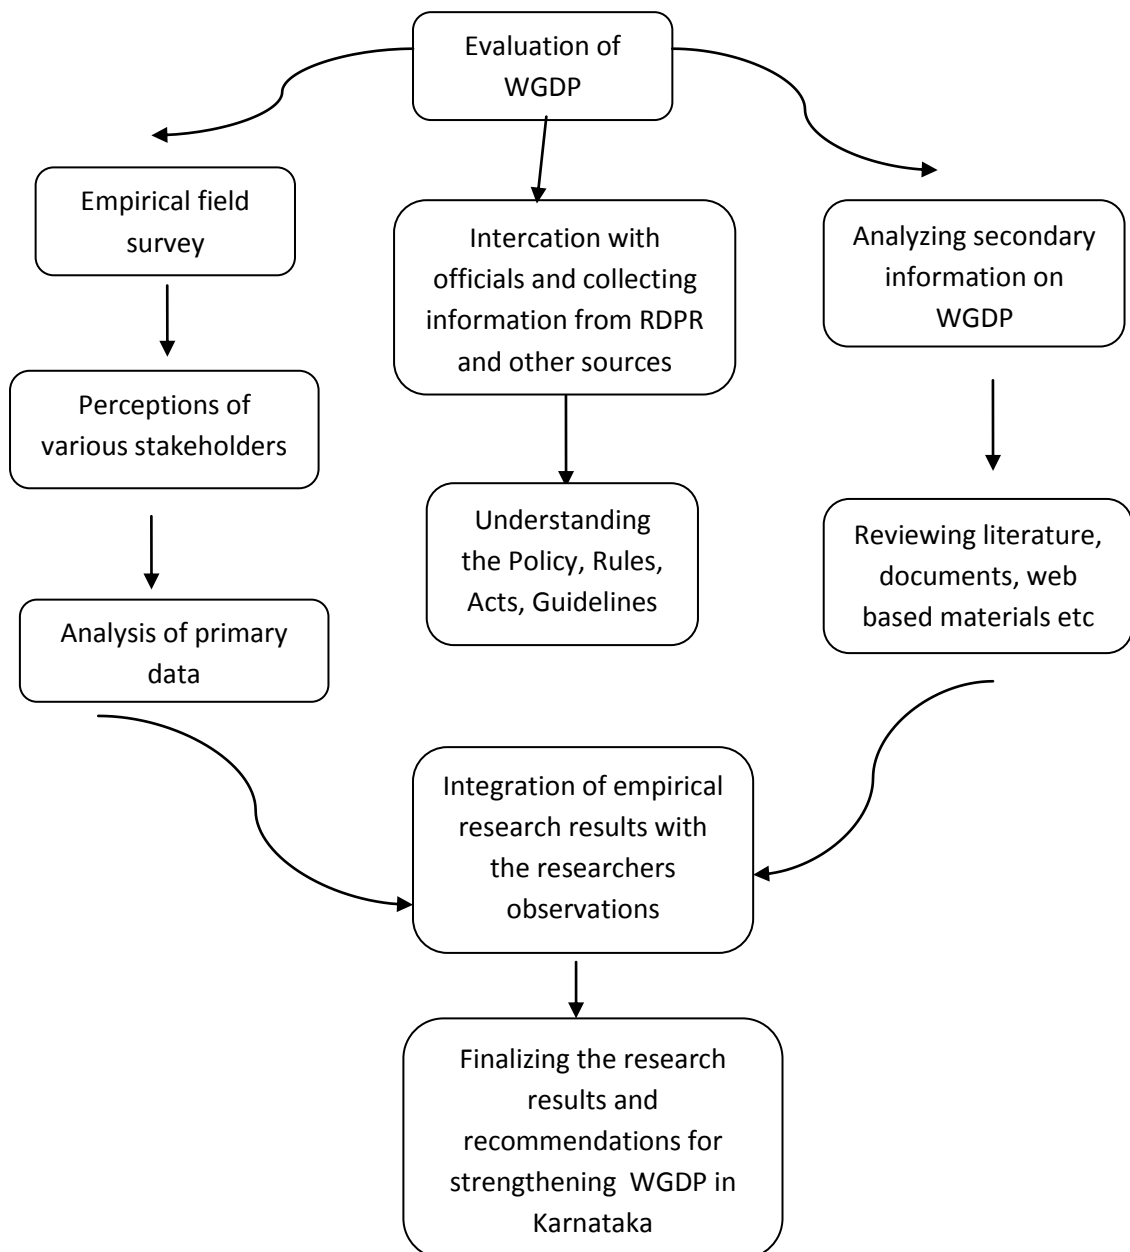 Evaluation of
WGDP
Empirical field
survey
Intercation with
officials and collecting
information from RDPR
and other sources
Analyzing secondary
information on
WGDP
Perceptions of
various stakeholders
Understanding
the Policy, Rules,
Acts, Guidelines
Reviewing literature,
documents, web
based materials etc
Analysis of primary
data
Integration of empirical
research results with
the researchers
observations
Finalizing the research
results and
recommendations for
strengthening WGDP in
Karnataka